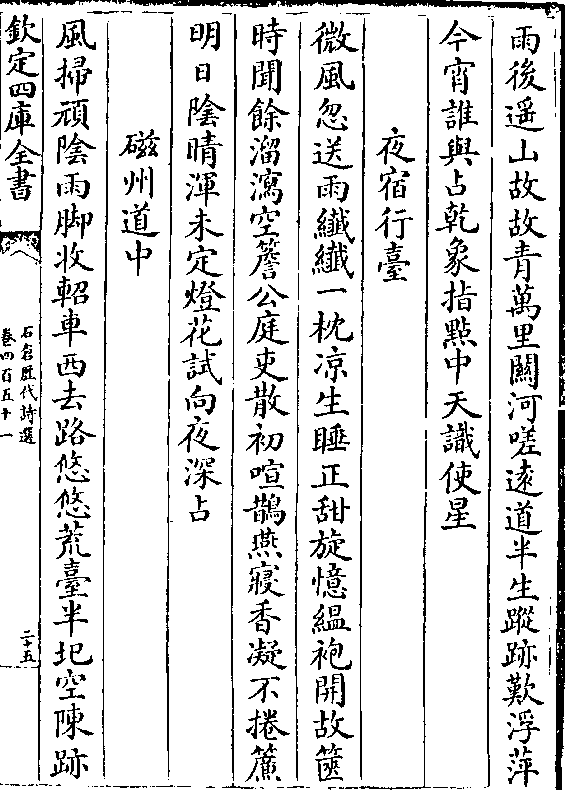 雨後遥山故故青萬里闗河嗟逺道半生蹤跡歎浮萍
今宵誰與占乾象指點中天識使星
夜宿行臺
微風忽送雨纎纎一枕凉生睡正甜旋憶緼袍開故篋
時聞餘溜瀉空簷公庭吏散初喧鵲燕寢香凝不捲簾
明日陰晴渾未定燈花試向夜深占
磁州道中
風掃頑陰雨脚收軺車西去路悠悠荒臺半圯空陳跡
欽定四庫全書
石倉歴代詩選
卷四百五十一
二十五